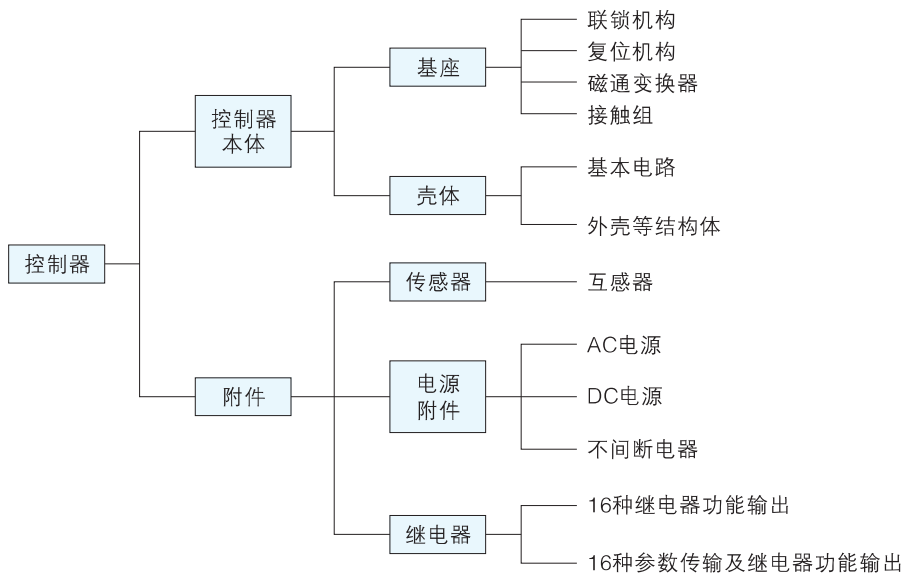 控制器
控制器
本体
基座
联锁机构
复位机构
磁通变换器
接触组
壳体
基本电路
外壳等结构体
附件
传感器
互感器
电源
附件
AC电源
DC电源
不间断电器
继电器
16种继电器功能输出
16种参数传输及继电器功能输出